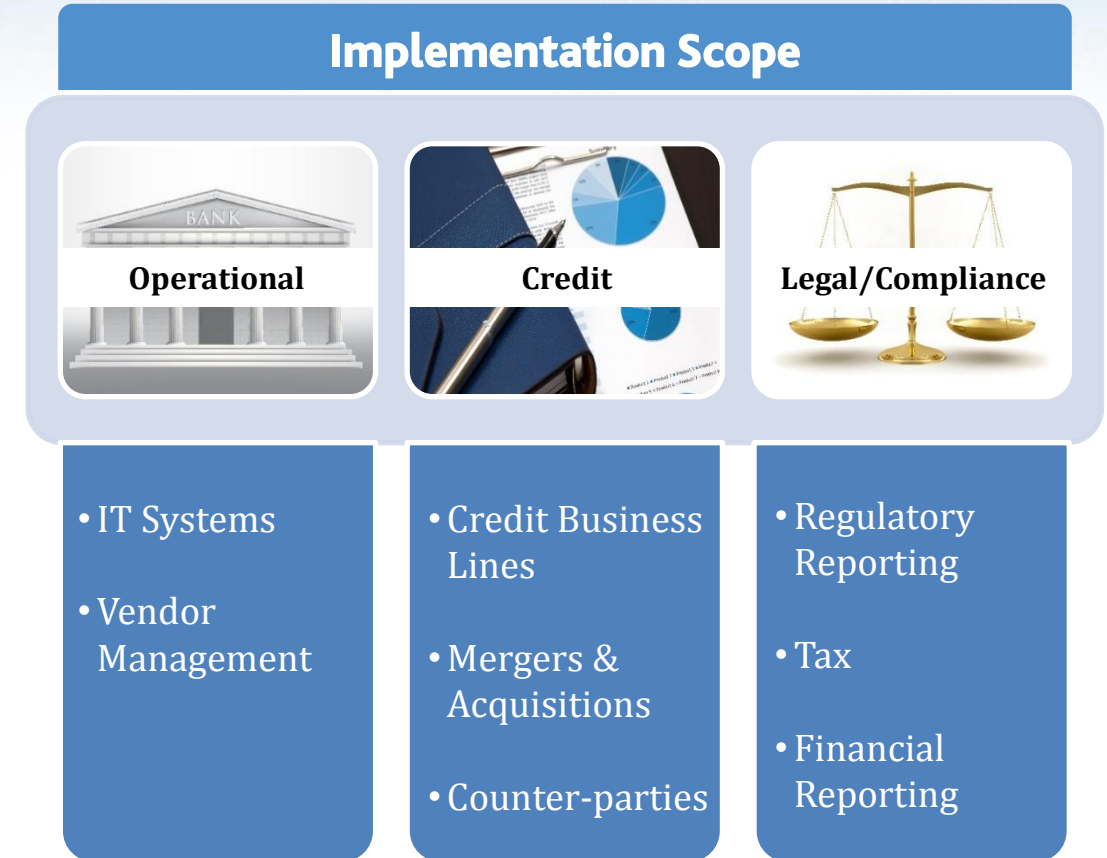 Implementation Scope
BANK
Operational
Credit
Legal/Compliance
• IT Systems
• Vendor
Management
• Credit Business
Lines
• Mergers &
Acquisitions
• Counter-parties
• Regulatory
Reporting
• Tax
• Financial
Reporting